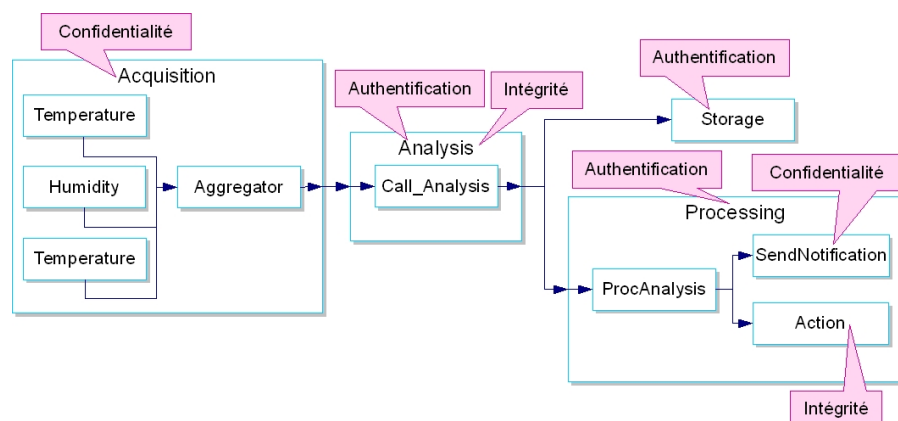 Confidentialité
Acquisition
Temperature
Humidity
Temperature
Aggregator
Authentification
Intégrité
Analysis
Call_Analysis
Authentification
Storage
Authentification
Confidentialité
Processing
ProcAnalysis
SendNotification
Action
Intégrité